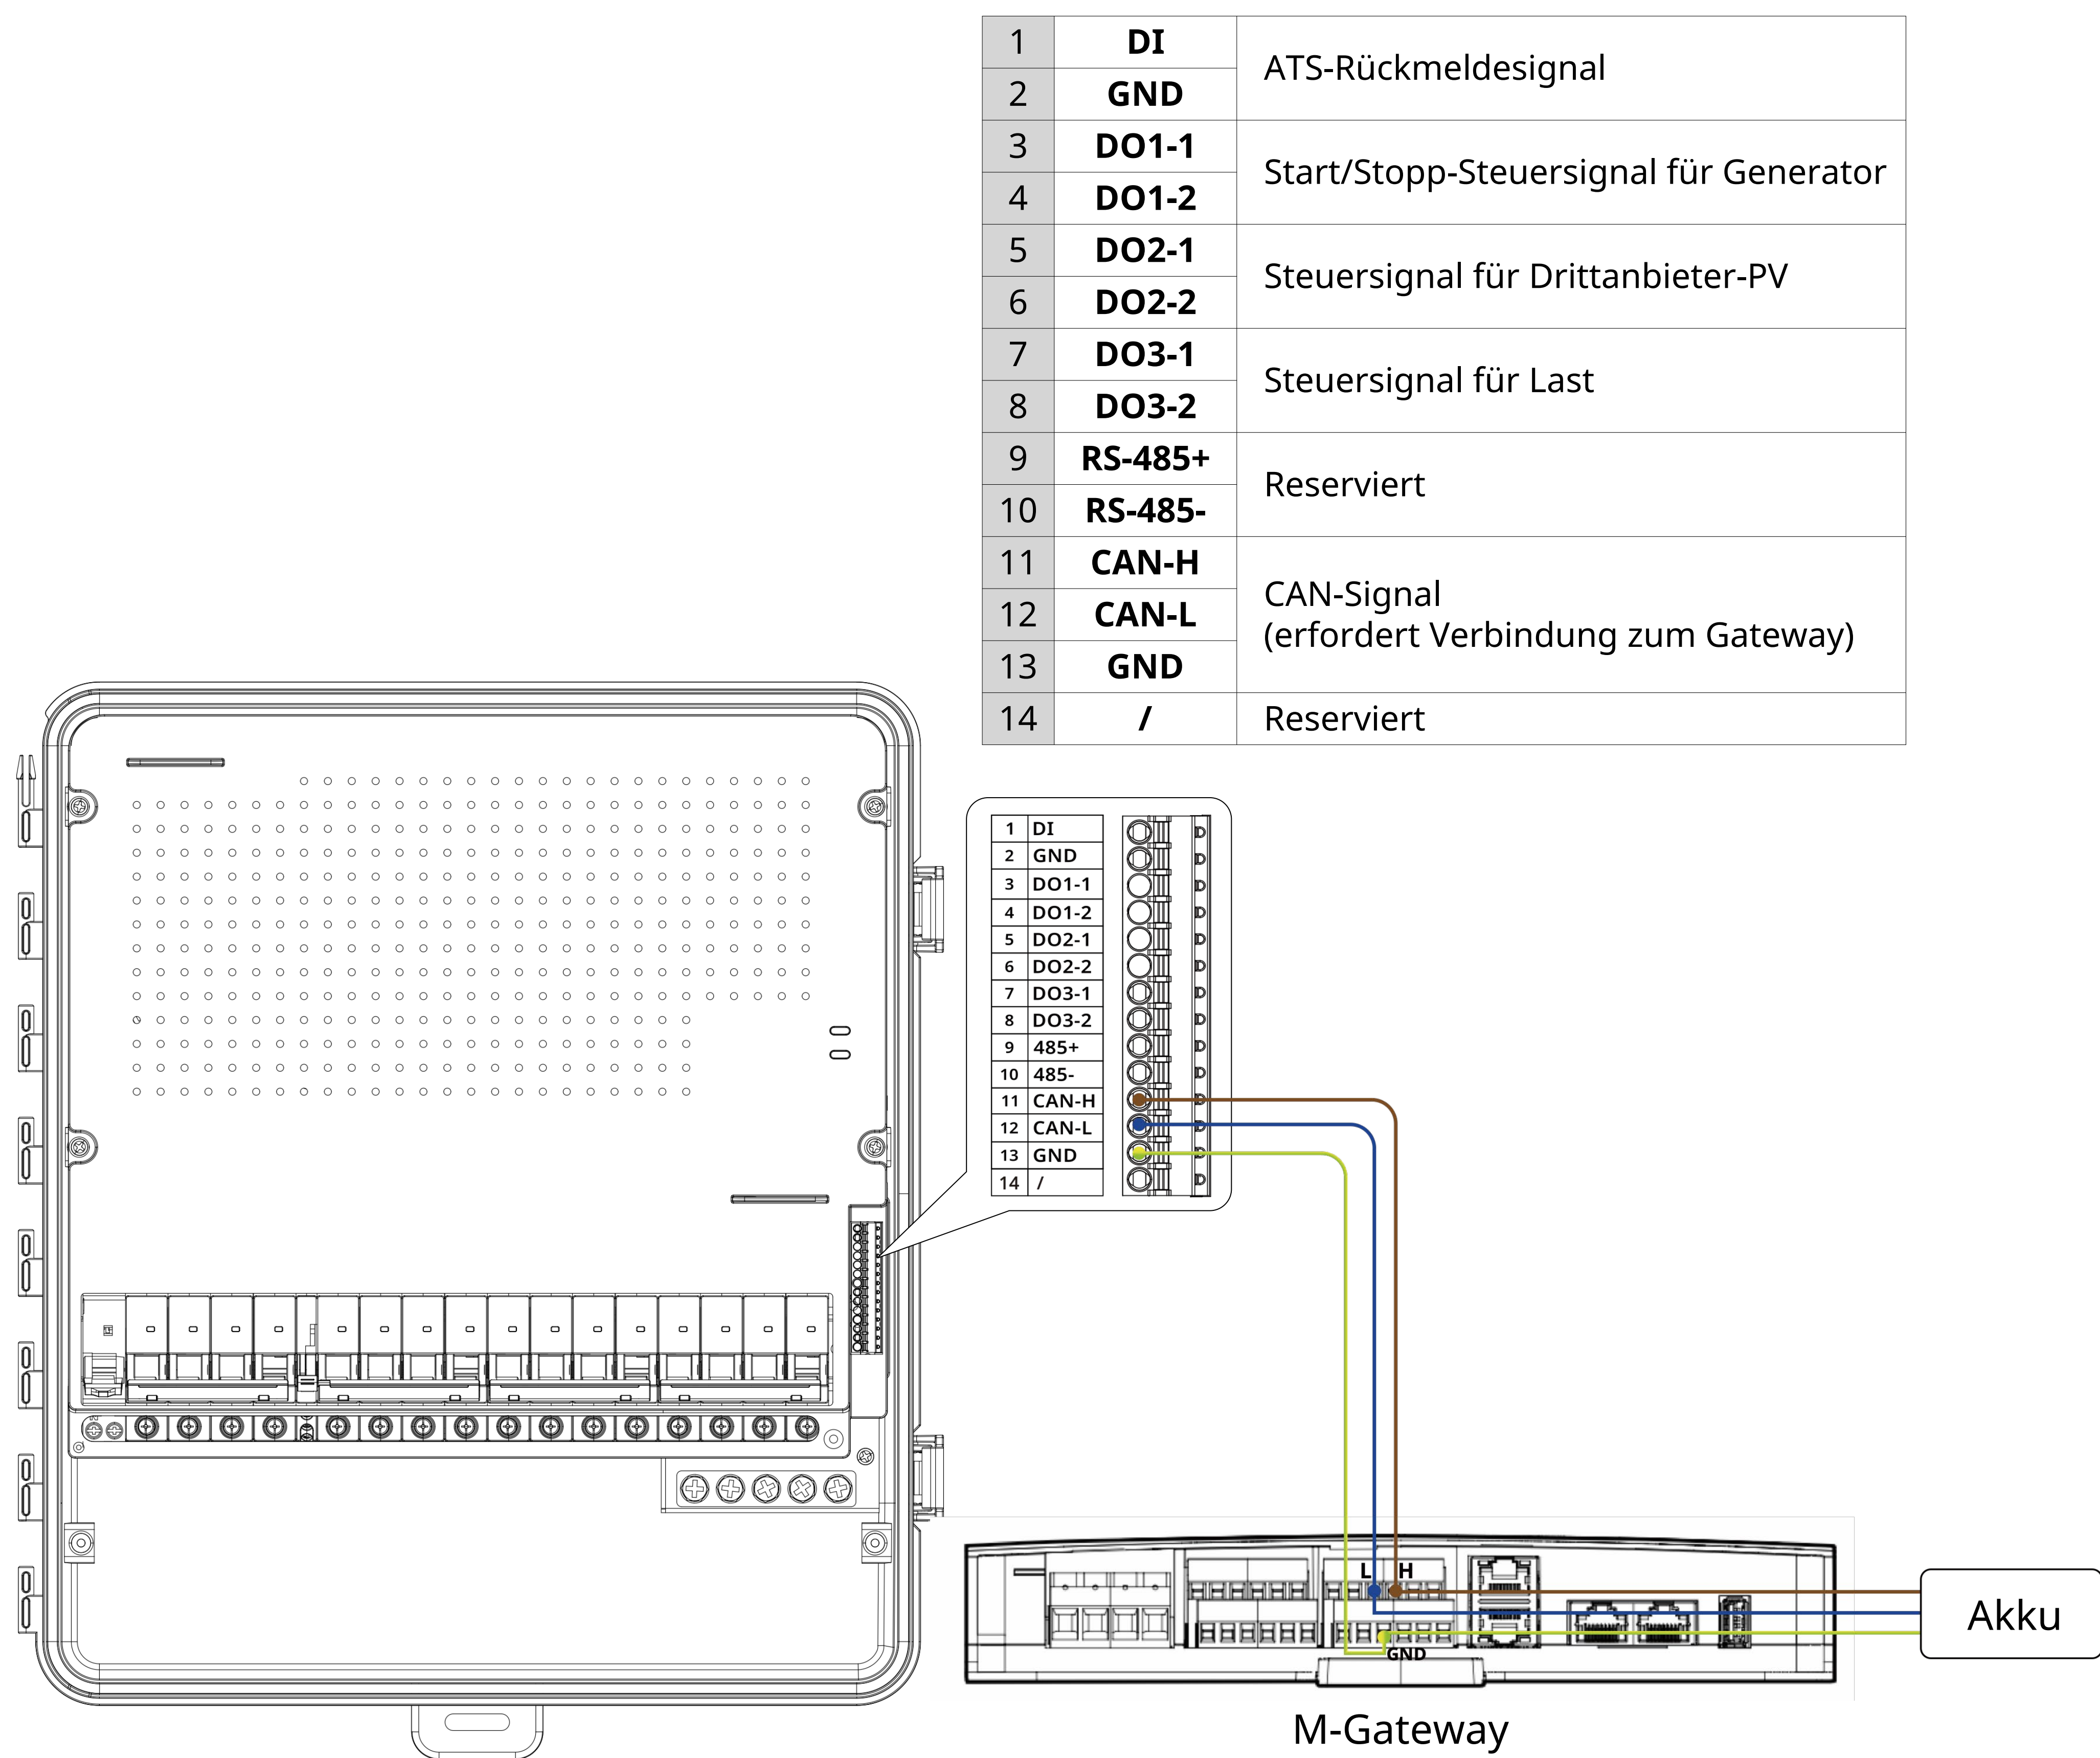 1 DI ATS-Rückmeldesignal
2 GND
3 DO1-1 Start/Stopp-Steuersignal für Generator
4 DO1-2
5 DO2-1 Steuersignal für Drittanbieter-PV
6 DO2-2
7 DO3-1 Steuersignal für Last
8 DO3-2
9 RS-485+ Reserviert
10 RS-485-
11 CAN-H CAN-Signal
12 CAN-L (erfordert Verbindung zum Gateway)
13 GND
14 / Reserviert
1 DI
2 GND
3 DO1-1
4 DO1-2
5 DO2-1
6 DO2-2
7 DO3-1
8 DO3-2
9 485+
10 485-
11 CAN-H
12 CAN-L
13 GND
14 /
L H
GND
Akku
M-Gateway